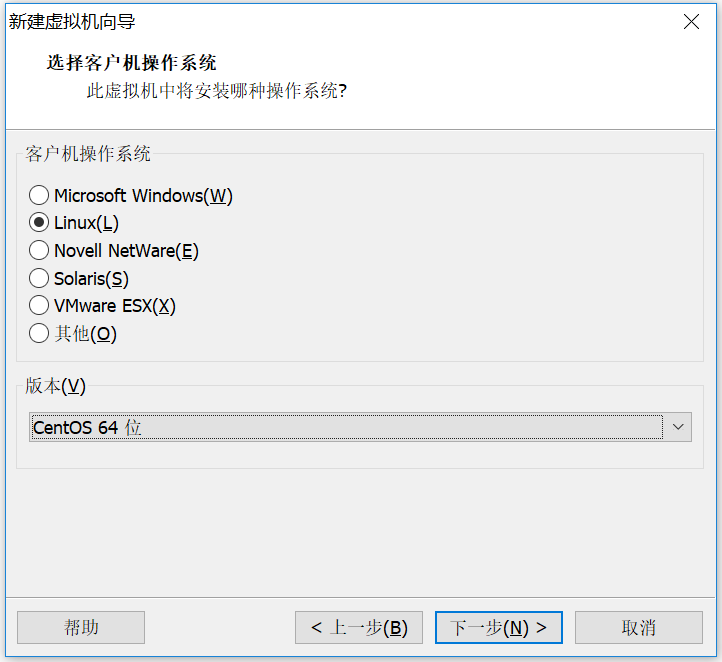 新建虚拟机向导
选择客户机操作系统
此虚拟机中将安装哪种操作系统?
客户机操作系统
Microsoft Windows(W)
Linux(L)
Novell NetWare(E)
Solaris(S)
VMware ESX(X)
其他(O)
版本(V)
CentOS 64 位
帮助
< 上一步(B)
下一步(N) >
取消